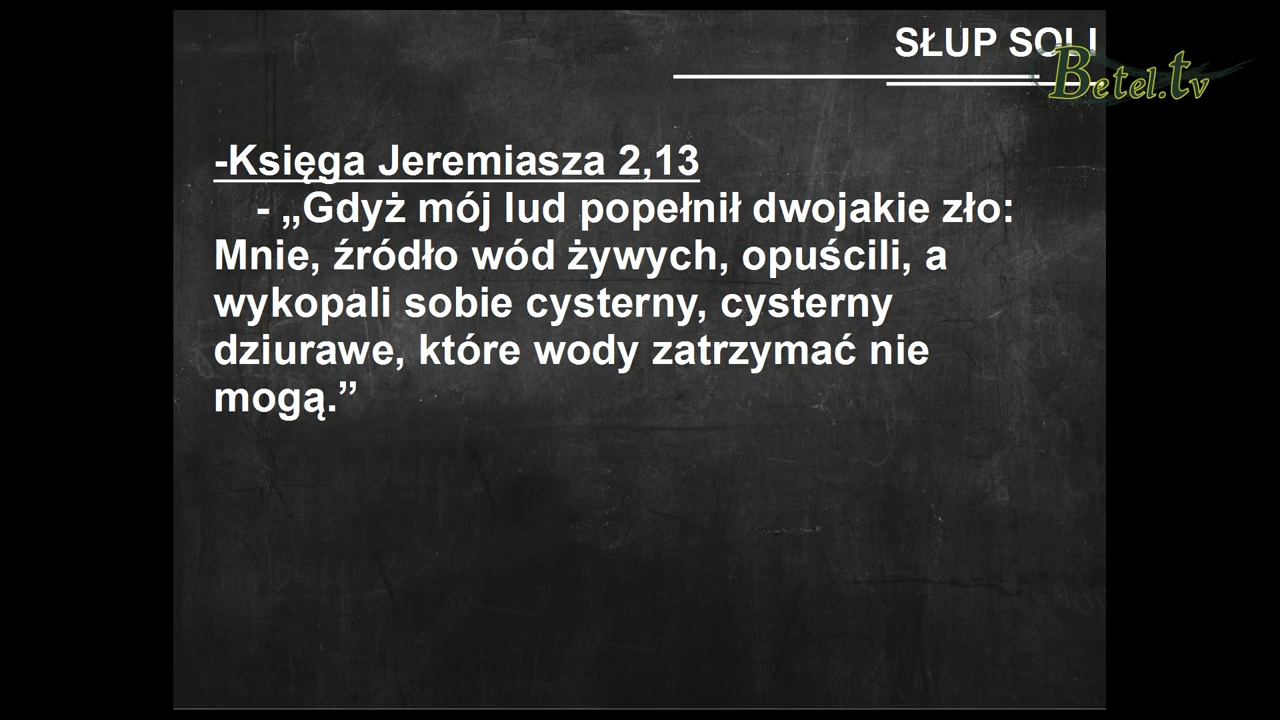 SŁUP SOLI
Betel.tv
-Księga Jeremiasza 2,13
- „Gdyż mój lud popełnił dwojakie zło:
Mnie, źródło wód żywych, opuścili, a
wykopali sobie cysterny, cysterny
dziurawe, które wody zatrzymać nie
mogą.”